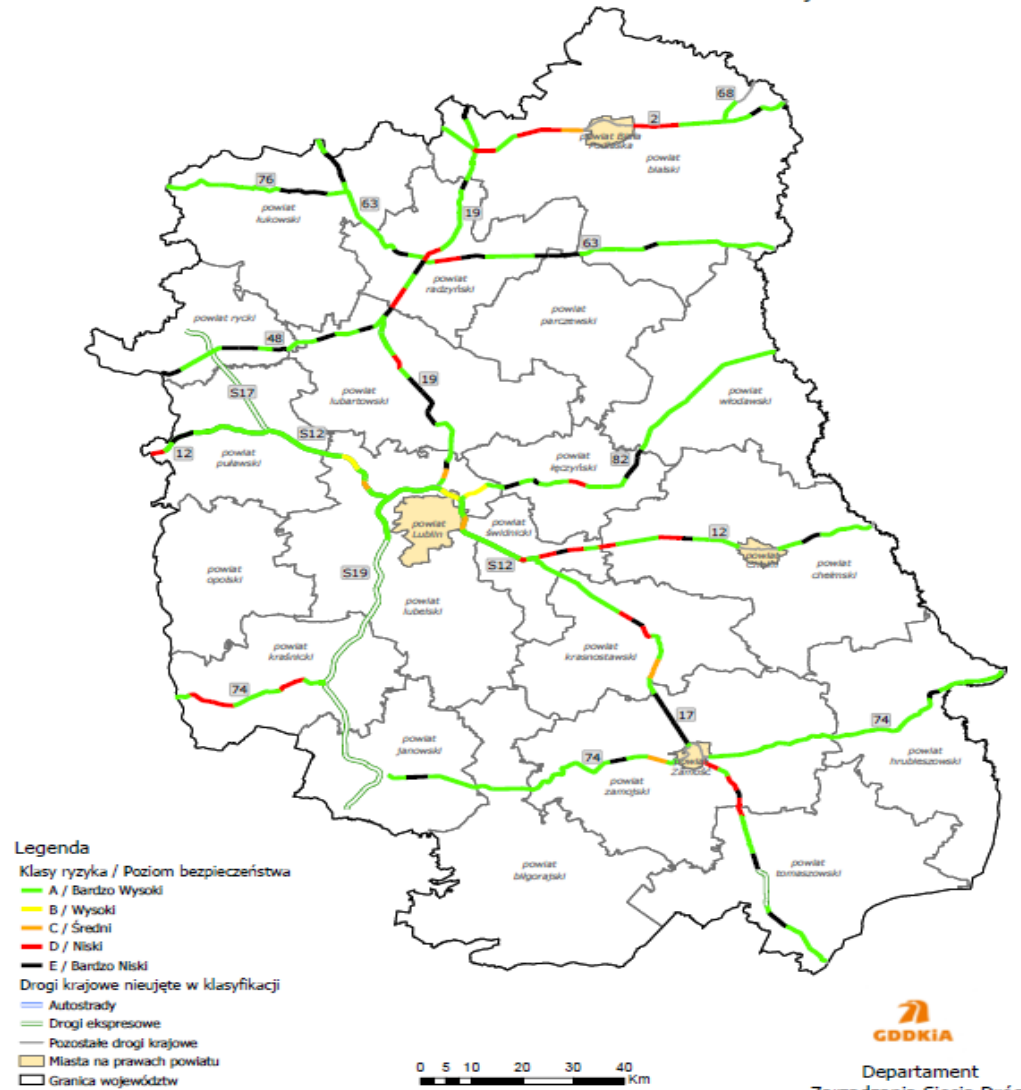 68
2
powiat Biała
Podlaska
powiat
bialski
76
powiat
łukowski
63
19
63
powiat
radzyński
powiat
parczewski
powiat rycki
48
S17
powiat
lubartowski
19
powiat
włodawski
S12
12
powiat
puławski
powiat
łęczyński
82
powiat
Lublin
powiat
świdnicki
12
powiat
powiat
chełmski
S12
S19
powiat
opolski
powiat
lubelski
powiat
kraśnicki
powiat
krasnostawski
74
17
74
powiat
janowski
74
powiat
Zamość
powiat
hrubieszowski
powiat
zamojski
powiat
biłgorajski
powiat
tomaszowski
Legenda
Klasy ryzyka / Poziom bezpieczeństwa
A / Bardzo Wysoki
B / Wysoki
C / Średni
D / Niski
E / Bardzo Niski
Drogi krajowe nieujęte w klasyfikacji
Autostrady
Drogi ekspresowe
Pozostałe drogi krajowe
Miasta na prawach powiatu
Granica województw
0 5 10 20 30 40
Km
GDDKiA
Departament